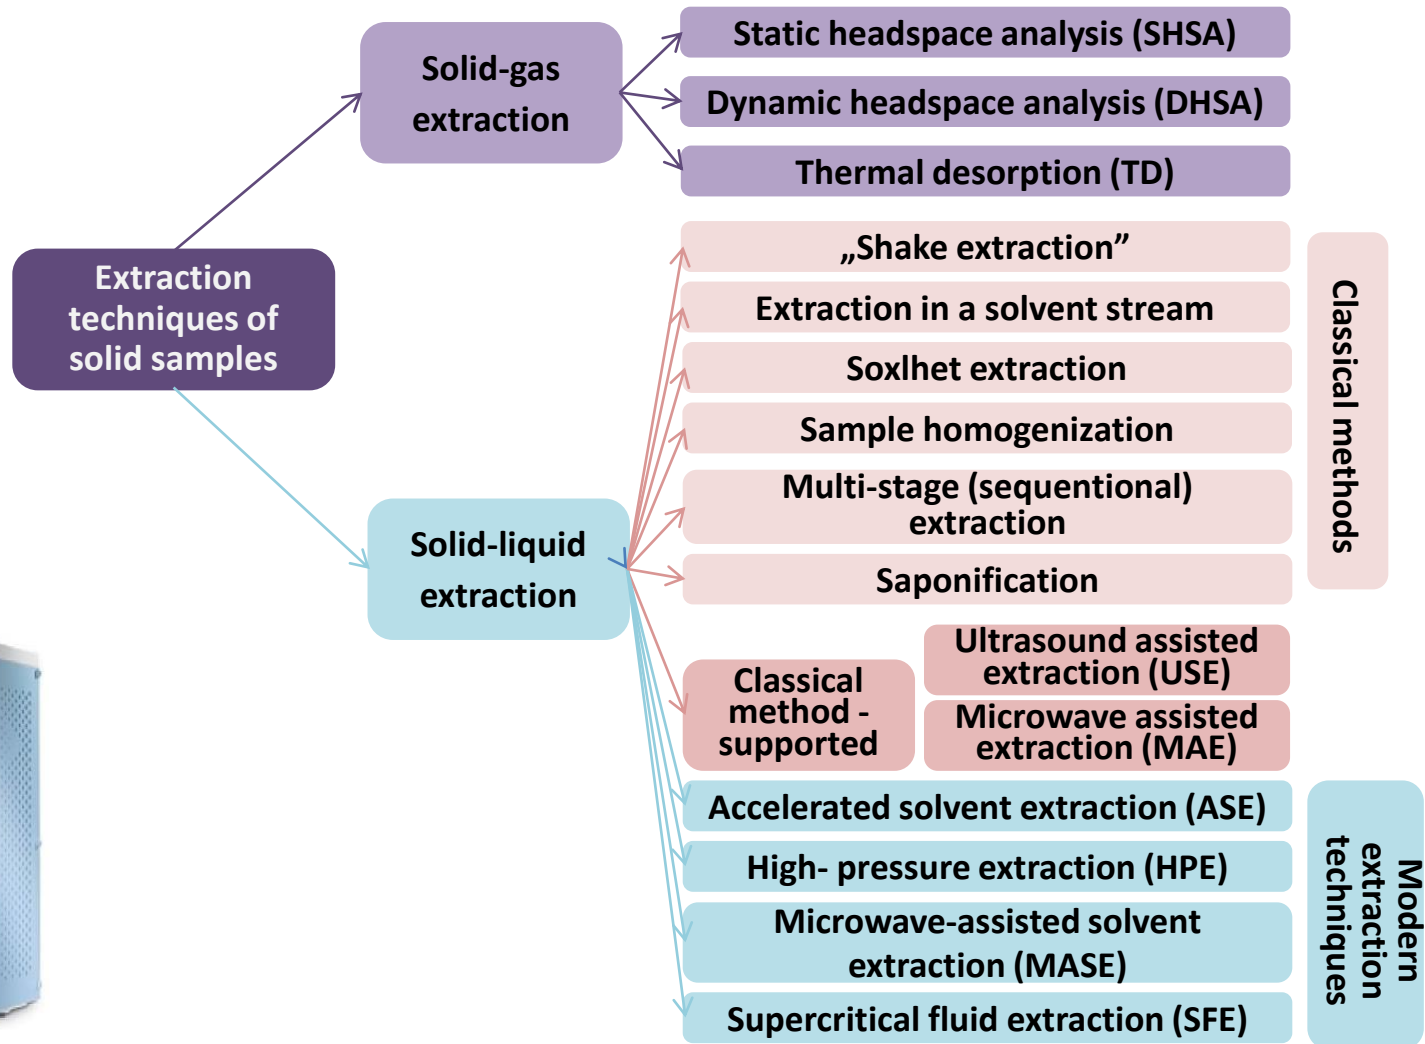 Extraction
techniques of
solid samples
Solid-gas
extraction
Static headspace analysis (SHSA)
Dynamic headspace analysis (DHSA)
Thermal desorption (TD)
Solid-liquid
extraction
„Shake extraction”
Extraction in a solvent stream
Soxlhet extraction
Sample homogenization
Multi-stage (sequentional)
extraction
Saponification
Classical methods
Classical
method -
supported
Ultrasound assisted
extraction (USE)
Microwave assisted
extraction (MAE)
Accelerated solvent extraction (ASE)
High- pressure extraction (HPE)
Microwave-assisted solvent
extraction (MASE)
Supercritical fluid extraction (SFE)
Modern
extraction
techniques